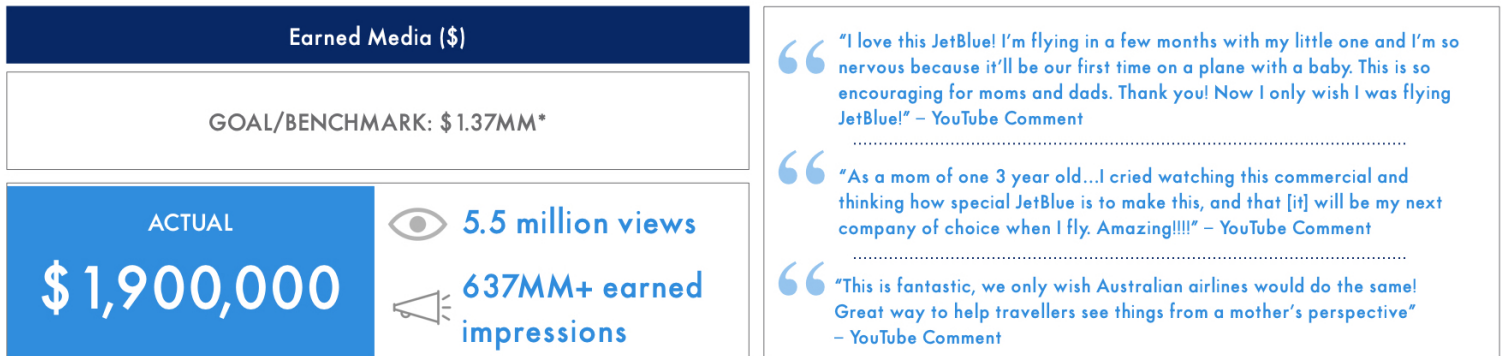 Earned Media ($)
GOAL/BENCHMARK: $1.37MM*
ACTUAL
$1,900,000
5.5 million views
637MM+ earned
impressions
“I love this JetBlue! I’m flying in a few months with my little one and I’m so
nervous because it’ll be our first time on a plane with a baby. This is so
encouraging for moms and dads. Thank you! Now I only wish I was flying
JetBlue!” – YouTube Comment
“As a mom of one 3 year old...I cried watching this commercial and
thinking how special JetBlue is to make this, and that [it] will be my next
company of choice when I fly. Amazing!!!!” – YouTube Comment
“This is fantastic, we only wish Australian airlines would do the same!
Great way to help travellers see things from a mother’s perspective”
– YouTube Comment